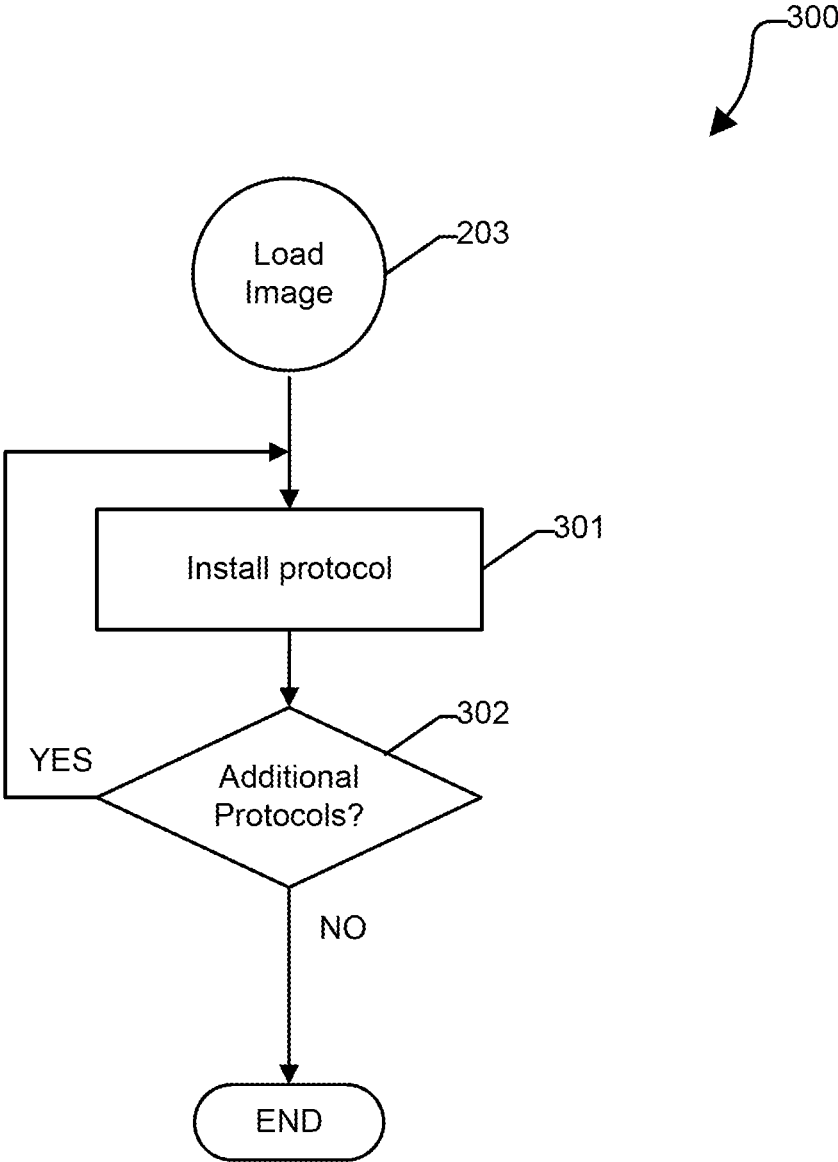 300
Load
Image
203
Install protocol
301
302
YES
Additional
Protocols?
NO
END